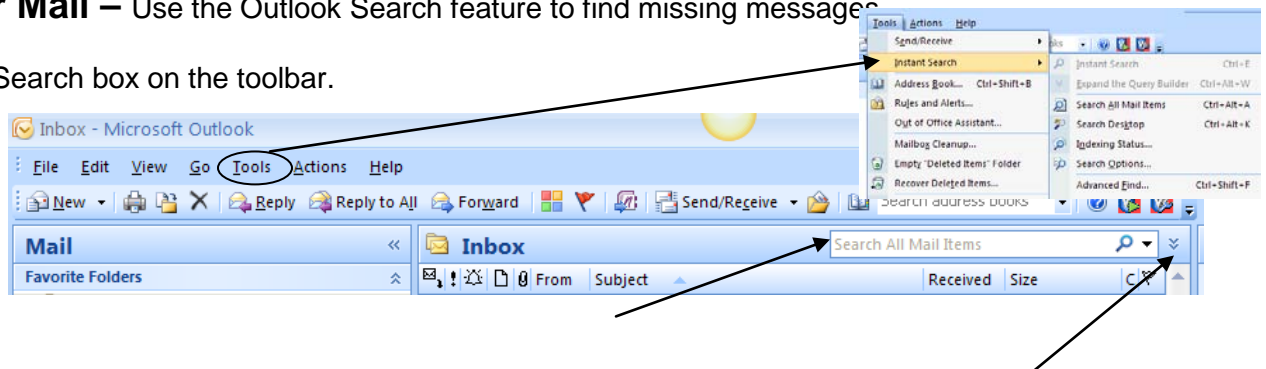 r Mail – Use the Outlook Search feature to find missing messages
Search box on the toolbar.
Tools Actions Help
Send/Receive
Instant Search
Address Book... Ctrl+Shift+B
Rules and Alerts...
Out of Office Assistant...
Mailbox Cleanup...
Empty "Deleted Items" Folder
Recover Deleted Items...
Instant Search Ctrl+E
Expand the Query Builder Ctrl+Alt+W
Search All Mail Items Ctrl+Alt+A
Search Desktop Ctrl+Alt+K
Indexing Status...
Search Options...
Advanced Find... Ctrl+Shift+F
Inbox - Microsoft Outlook
File Edit View Go Tools Actions Help
New Reply Reply to All Forward Send/Receive Search address books
Mail Inbox Search All Mail Items
Favorite Folders From Subject Received Size C